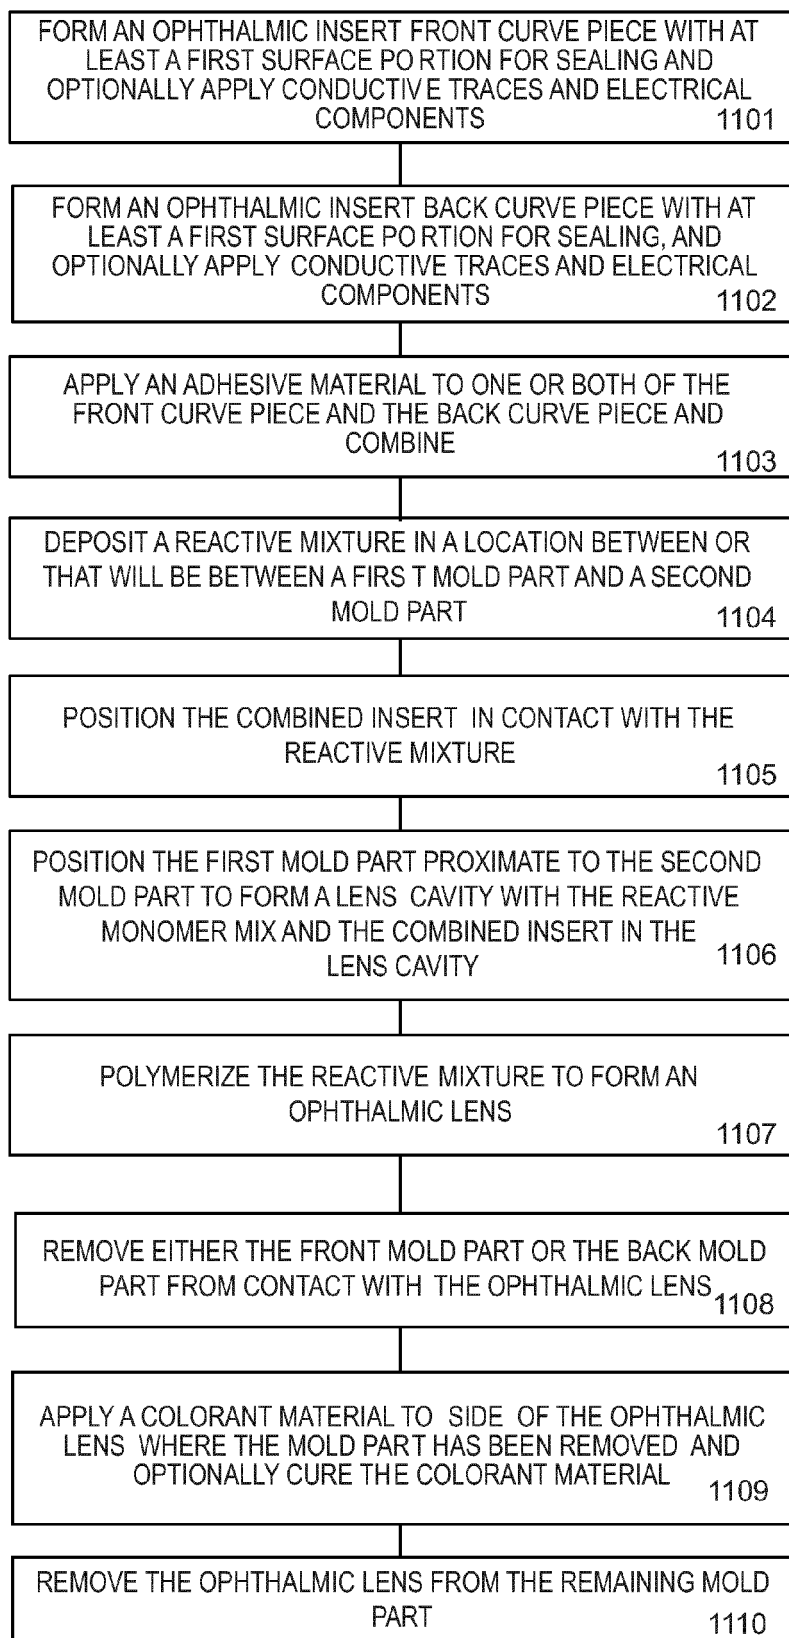 FORM AN OPHTHALMIC INSERT FRONT CURVE PIECE WITH AT
LEAST A FIRST SURFACE PO RTION FOR SEALING AND
OPTIONALLY APPLY CONDUCTIVE TRACES AND ELECTRICAL
COMPONENTS
1101
FORM AN OPHTHALMIC INSERT BACK CURVE PIECE WITH AT
LEAST A FIRST SURFACE PO RTION FOR SEALING, AND
OPTIONALLY APPLY CONDUCTIVE TRACES AND ELECTRICAL
COMPONENTS
1102
APPLY AN ADHESIVE MATERIAL TO ONE OR BOTH OF THE
FRONT CURVE PIECE AND THE BACK CURVE PIECE AND
COMBINE
1103
DEPOSIT A REACTIVE MIXTURE IN A LOCATION BETWEEN OR
THAT WILL BE BETWEEN A FIRS T MOLD PART AND A SECOND
MOLD PART
1104
POSITION THE COMBINED INSERT IN CONTACT WITH THE
REACTIVE MIXTURE
1105
POSITION THE FIRST MOLD PART PROXIMATE TO THE SECOND
MOLD PART TO FORM A LENS CAVITY WITH THE REACTIVE
MONOMER MIX AND THE COMBINED INSERT IN THE
LENS CAVITY
1106
POLYMERIZE THE REACTIVE MIXTURE TO FORM AN
OPHTHALMIC LENS
1107
REMOVE EITHER THE FRONT MOLD PART OR THE BACK MOLD
PART FROM CONTACT WITH THE OPHTHALMIC LENS
1108
APPLY A COLORANT MATERIAL TO SIDE OF THE OPHTHALMIC
LENS WHERE THE MOLD PART HAS BEEN REMOVED AND
OPTIONALLY CURE THE COLORANT MATERIAL
1109
REMOVE THE OPHTHALMIC LENS FROM THE REMAINING MOLD
PART
1110